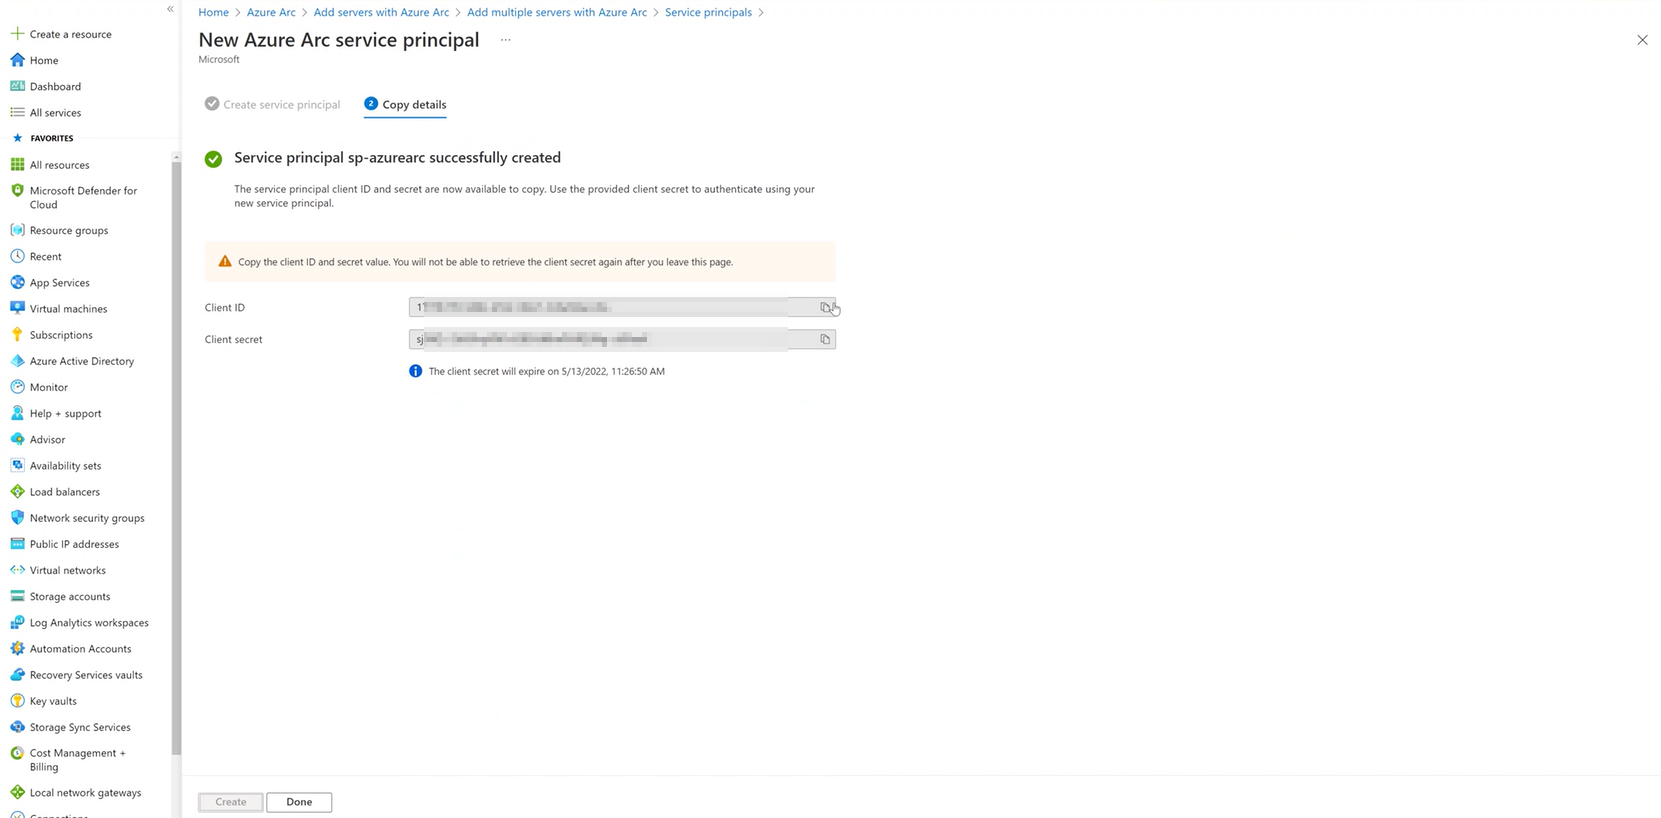 «
Create a resource
Home
Dashboard
All services
FAVORITES
All resources
Microsoft Defender for
Cloud
Resource groups
Recent
App Services
Virtual machines
Subscriptions
Azure Active Directory
Monitor
Help + support
Advisor
Availability sets
Load balancers
Network security groups
Public IP addresses
Virtual networks
Storage accounts
Log Analytics workspaces
Automation Accounts
Recovery Services vaults
Key vaults
Storage Sync Services
Cost Management +
Billing
Local network gateways
Connections
Home > Azure Arc > Add servers with Azure Arc > Add multiple servers with Azure Arc > Service principals >
New Azure Arc service principal ...
Microsoft
Create service principal
2 Copy details
Service principal sp-azurearc successfully created
The service principal client ID and secret are now available to copy. Use the provided client secret to authenticate using your
new service principal.
Copy the client ID and secret value. You will not be able to retrieve the client secret again after you leave this page.
Client ID
Client secret
The client secret will expire on 5/13/2022, 11:26:50 AM
Create
Done